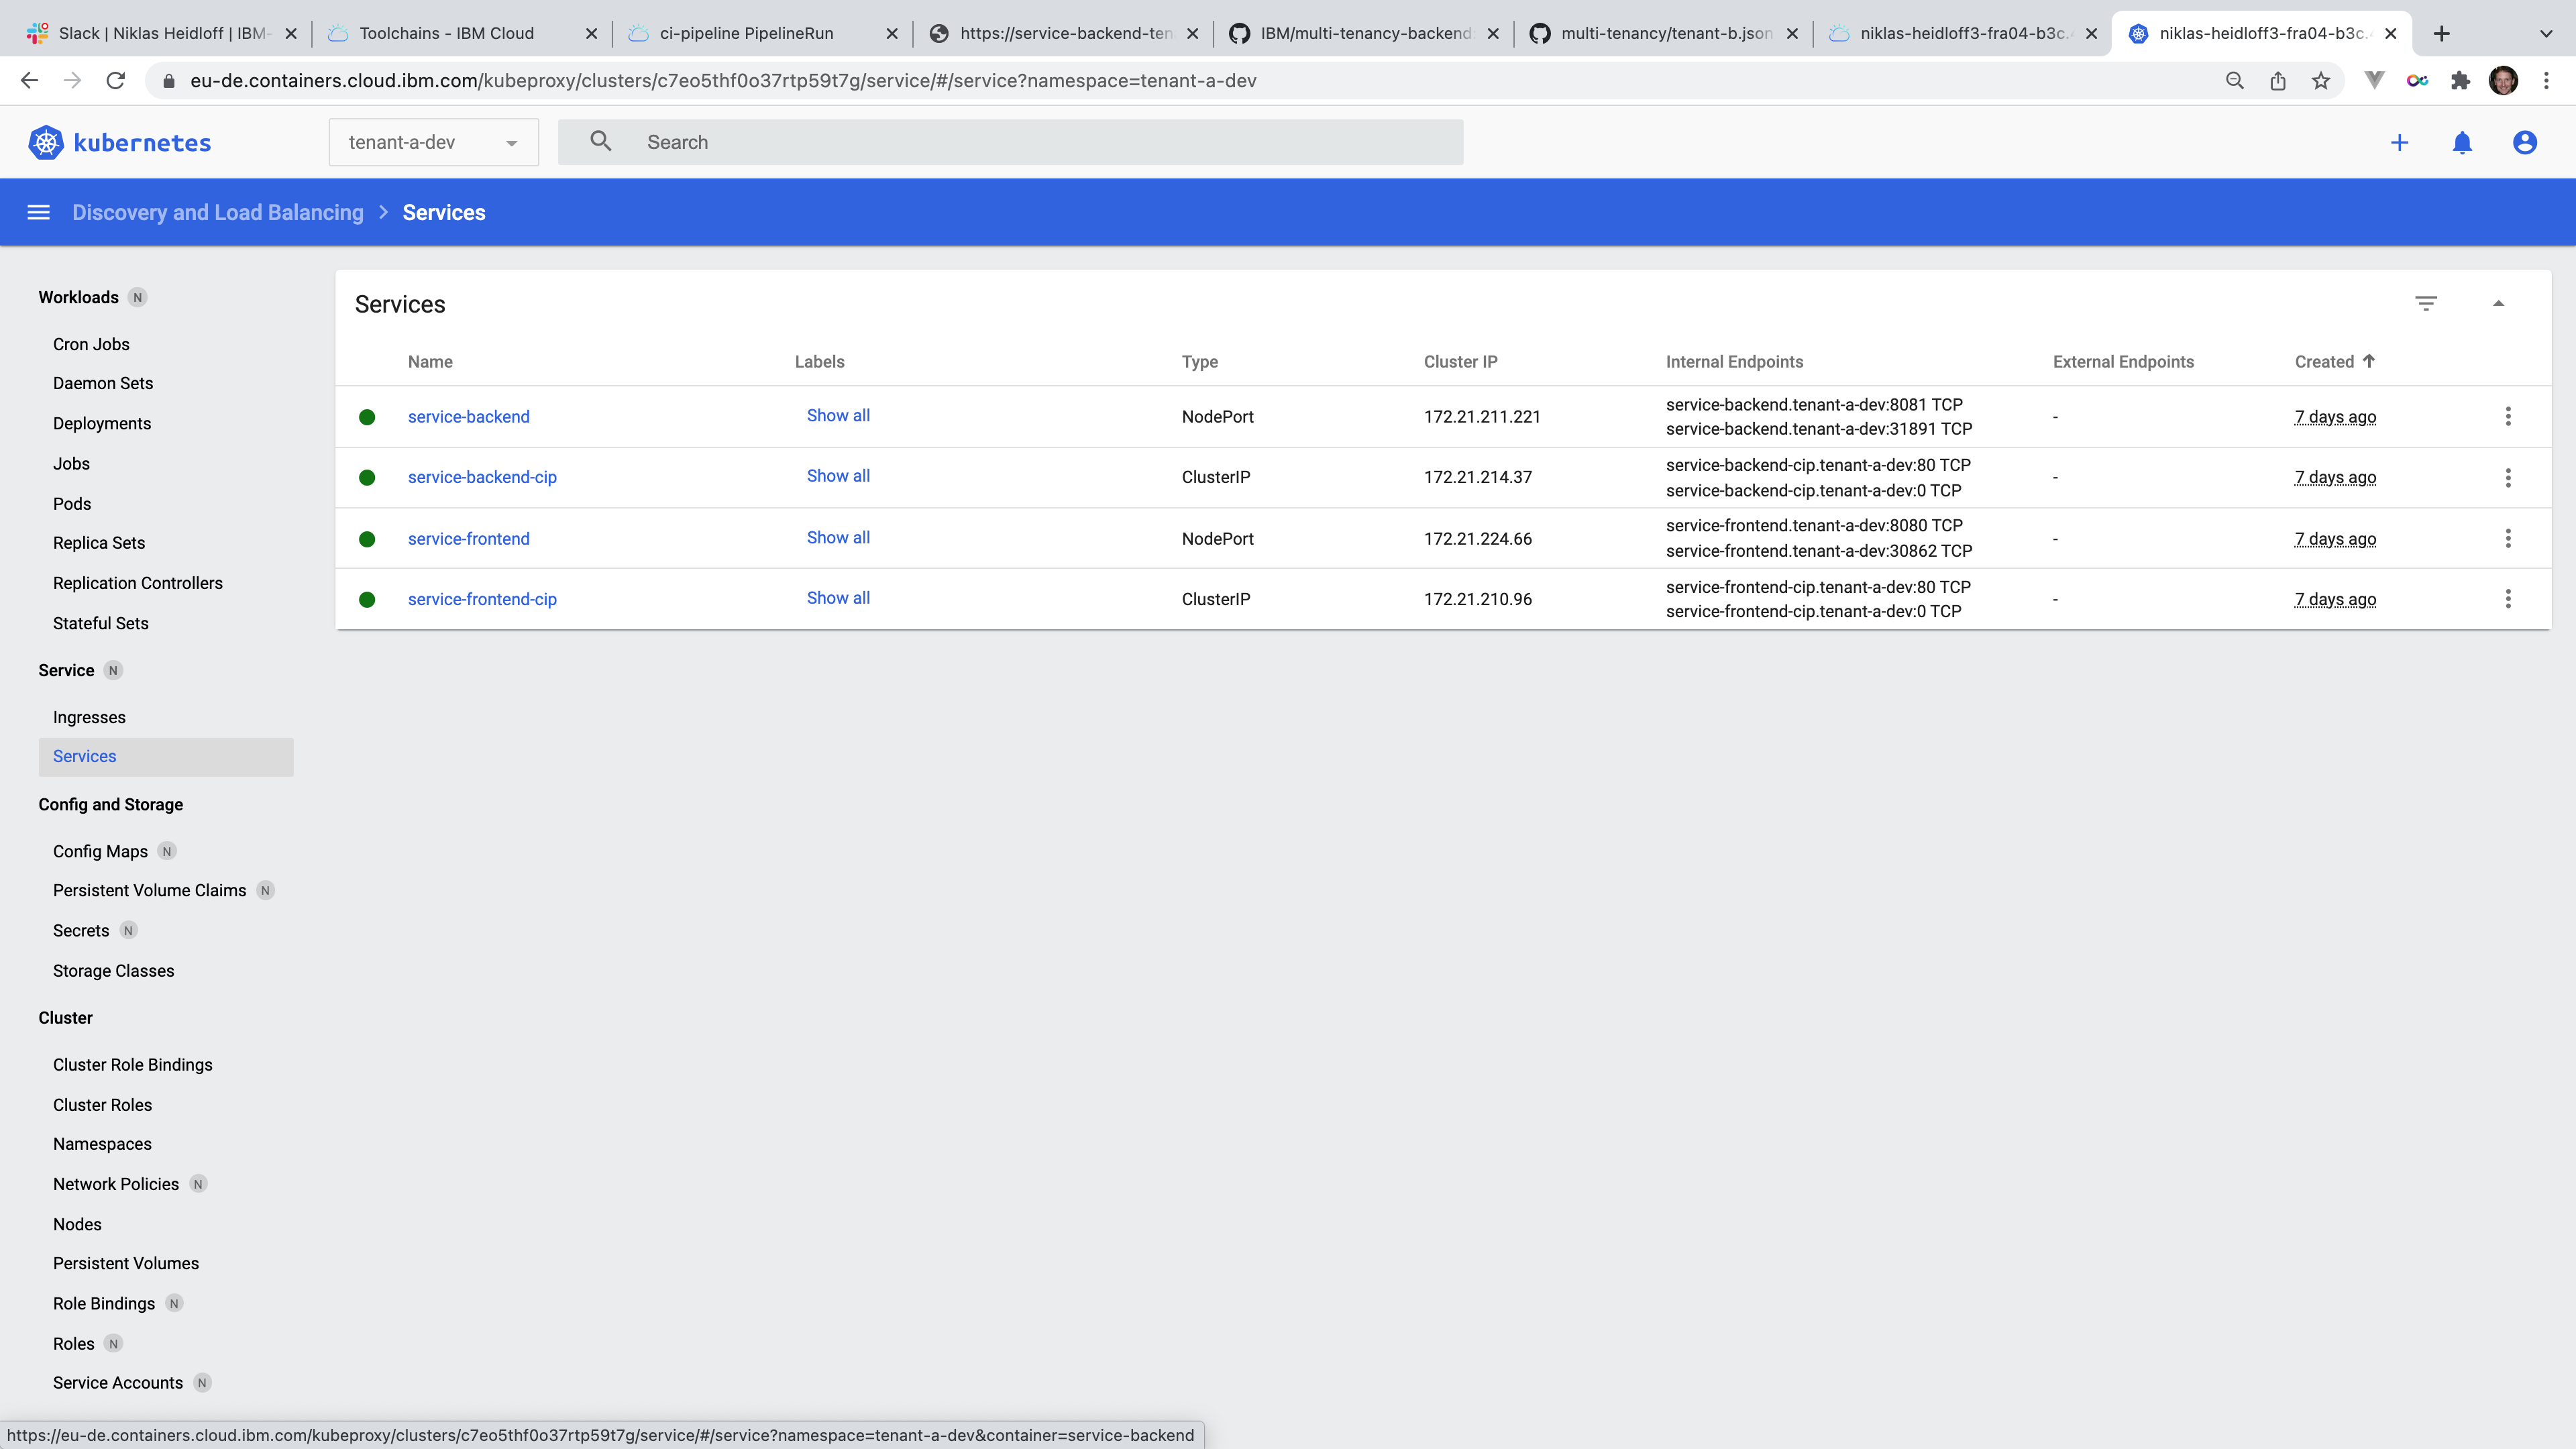 Slack | Niklas Heidloff | IBM-
Toolchains - IBM Cloud
ci-pipeline PipelineRun
https://service-backend-ten
IBM/multi-tenancy-backend
multi-tenancy/tenant-b.json
niklas-heidloff3-fra04-b3c.
niklas-heidloff3-fra04-b3c.
eu-de.containers.cloud.ibm.com/kubeproxy/clusters/c7eo5thf0o37rtp59t7g/service/#/service?namespace=tenant-a-dev
kubernetes
tenant-a-dev
Search
Discovery and Load Balancing > Services
Workloads N
Cron Jobs
Daemon Sets
Deployments
Jobs
Pods
Replica Sets
Replication Controllers
Stateful Sets
Service N
Ingresses
Services
Config and Storage
Config Maps N
Persistent Volume Claims N
Secrets N
Storage Classes
Cluster
Cluster Role Bindings
Cluster Roles
Namespaces
Network Policies N
Nodes
Persistent Volumes
Role Bindings N
Roles N
Service Accounts N
Services
Name Labels Type Cluster IP Internal Endpoints External Endpoints Created
service-backend Show all NodePort 172.21.211.221 service-backend.tenant-a-dev:8081 TCP - 7 days ago
service-backend.tenant-a-dev:31891 TCP
service-backend-cip Show all ClusterIP 172.21.214.37 service-backend-cip.tenant-a-dev:80 TCP - 7 days ago
service-backend-cip.tenant-a-dev:0 TCP
service-frontend Show all NodePort 172.21.224.66 service-frontend.tenant-a-dev:8080 TCP - 7 days ago
service-frontend.tenant-a-dev:30862 TCP
service-frontend-cip Show all ClusterIP 172.21.210.96 service-frontend-cip.tenant-a-dev:80 TCP - 7 days ago
service-frontend-cip.tenant-a-dev:0 TCP
https://eu-de.containers.cloud.ibm.com/kubeproxy/clusters/c7eo5thf0o37rtp59t7g/service/#/service?namespace=tenant-a-dev&container=service-backend